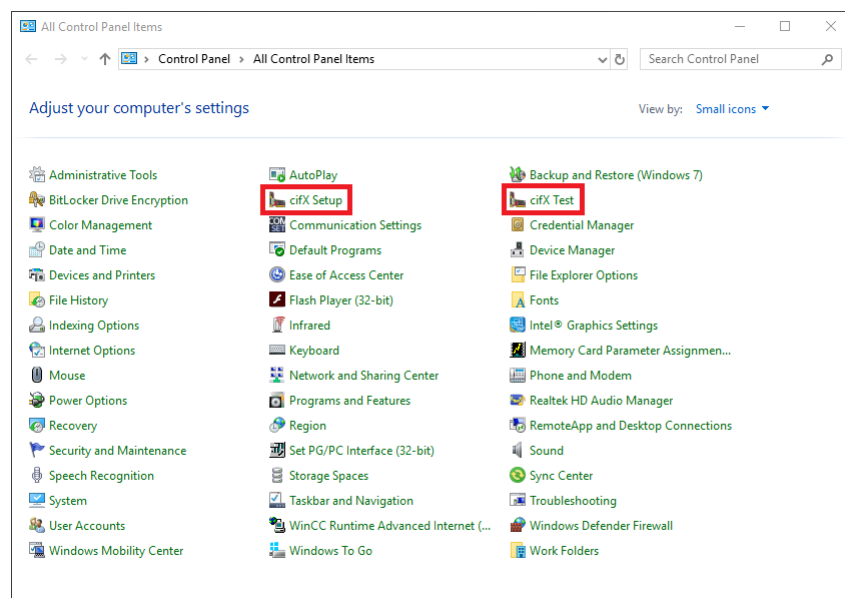 All Control Panel Items
Control Panel > All Control Panel Items
Search Control Panel
Adjust your computer's settings
View by: Small icons
Administrative Tools
AutoPlay
Backup and Restore (Windows 7)
BitLocker Drive Encryption
cifX Setup
cifX Test
Color Management
Communication Settings
Credential Manager
Date and Time
Default Programs
Device Manager
Devices and Printers
Ease of Access Center
File Explorer Options
File History
Flash Player (32-bit)
Fonts
Indexing Options
Infrared
Intel® Graphics Settings
Internet Options
Keyboard
Memory Card Parameter Assignmen...
Mouse
Network and Sharing Center
Phone and Modem
Power Options
Programs and Features
Realtek HD Audio Manager
Recovery
Region
RemoteApp and Desktop Connections
Security and Maintenance
Set PG/PC Interface (32-bit)
Sound
Speech Recognition
Storage Spaces
Sync Center
System
Taskbar and Navigation
Troubleshooting
User Accounts
WinCC Runtime Advanced Internet (...
Windows Defender Firewall
Windows Mobility Center
Windows To Go
Work Folders